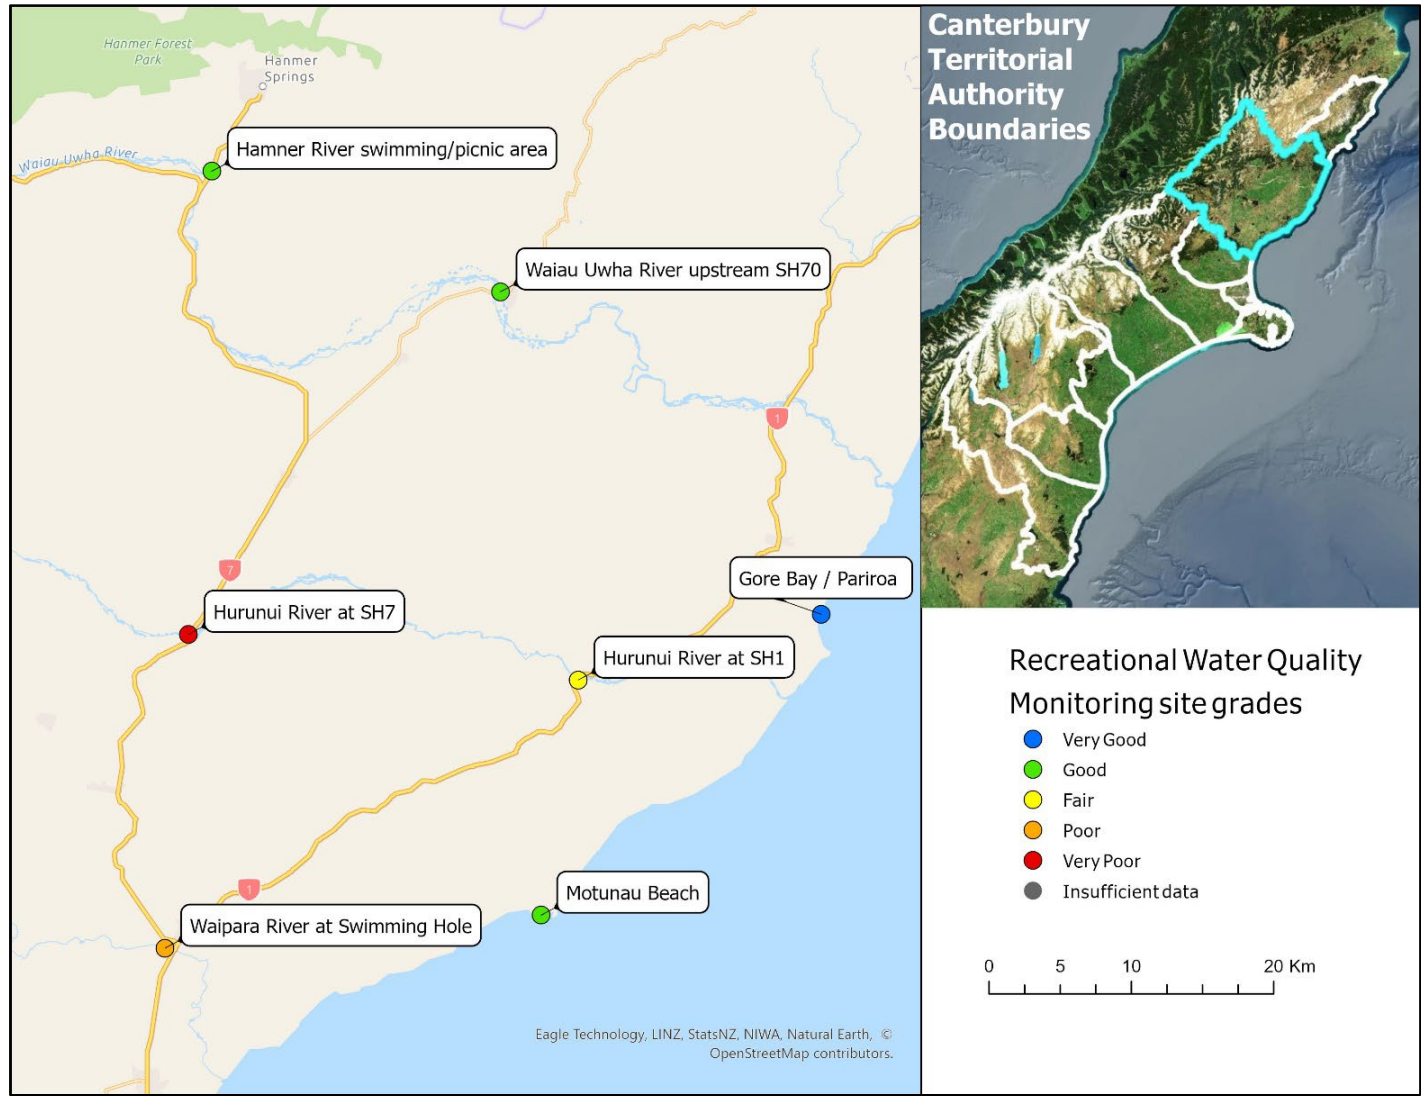 Hanmer Forest
Park
Hanmer
Springs
Hamner River swimming/picnic area
Waiau Uwha River
Waiau Uwha River upstream SH70
1
Gore Bay / Pariroa
7
Hurunui River at SH7
Hurunui River at SH1
1
Motunau Beach
Waipara River at Swimming Hole
Eagle Technology, LINZ, StatsNZ, NIWA, Natural Earth, ©
OpenStreetMap contributors.
Canterbury
Territorial
Authority
Boundaries
Recreational Water Quality
Monitoring site grades
Very Good
Good
Fair
Poor
Very Poor
Insufficient data
0 5 10 20 Km